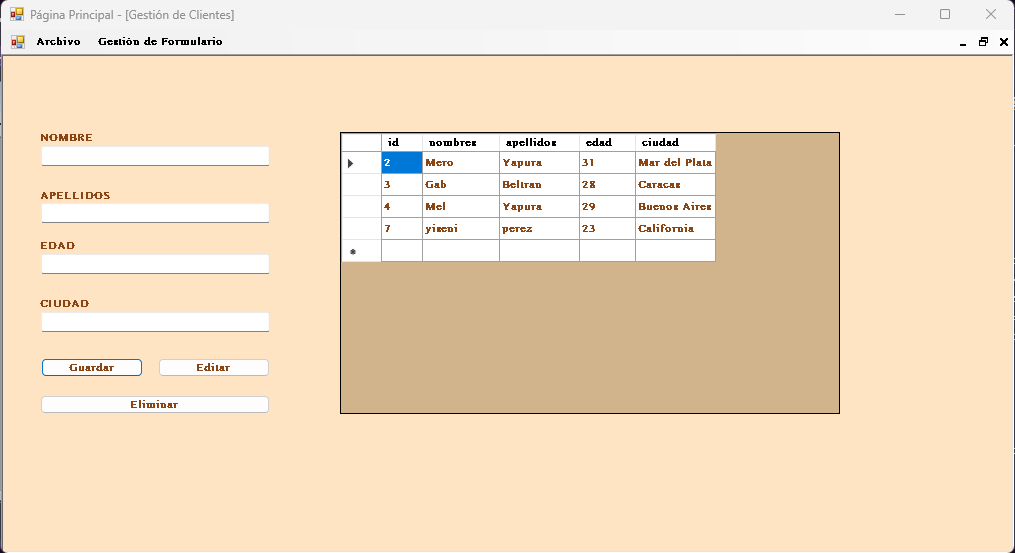 Página Principal - [Gestión de Clientes]
Archivo Gestión de Formulario
NOMBRE
APELLIDOS
EDAD
CIUDAD
Guardar Editar
Eliminar
id nombres apellidos edad ciudad
2 Mero Yapura 31 Mar del Plata
3 Gab Beltran 28 Caracas
4 Mel Yapura 29 Buenos Aires
7 yiseni perez 23 California